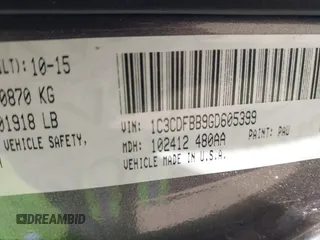 LT): 10-15
0870 KG
01918 LB
VEHICLE SAFETY,
VIN: 1C3CDFBB9GD605399
MDH: 102412 480AA
PAINT: PAU
VEHICLE MADE IN U.S.A.
DREAMBID